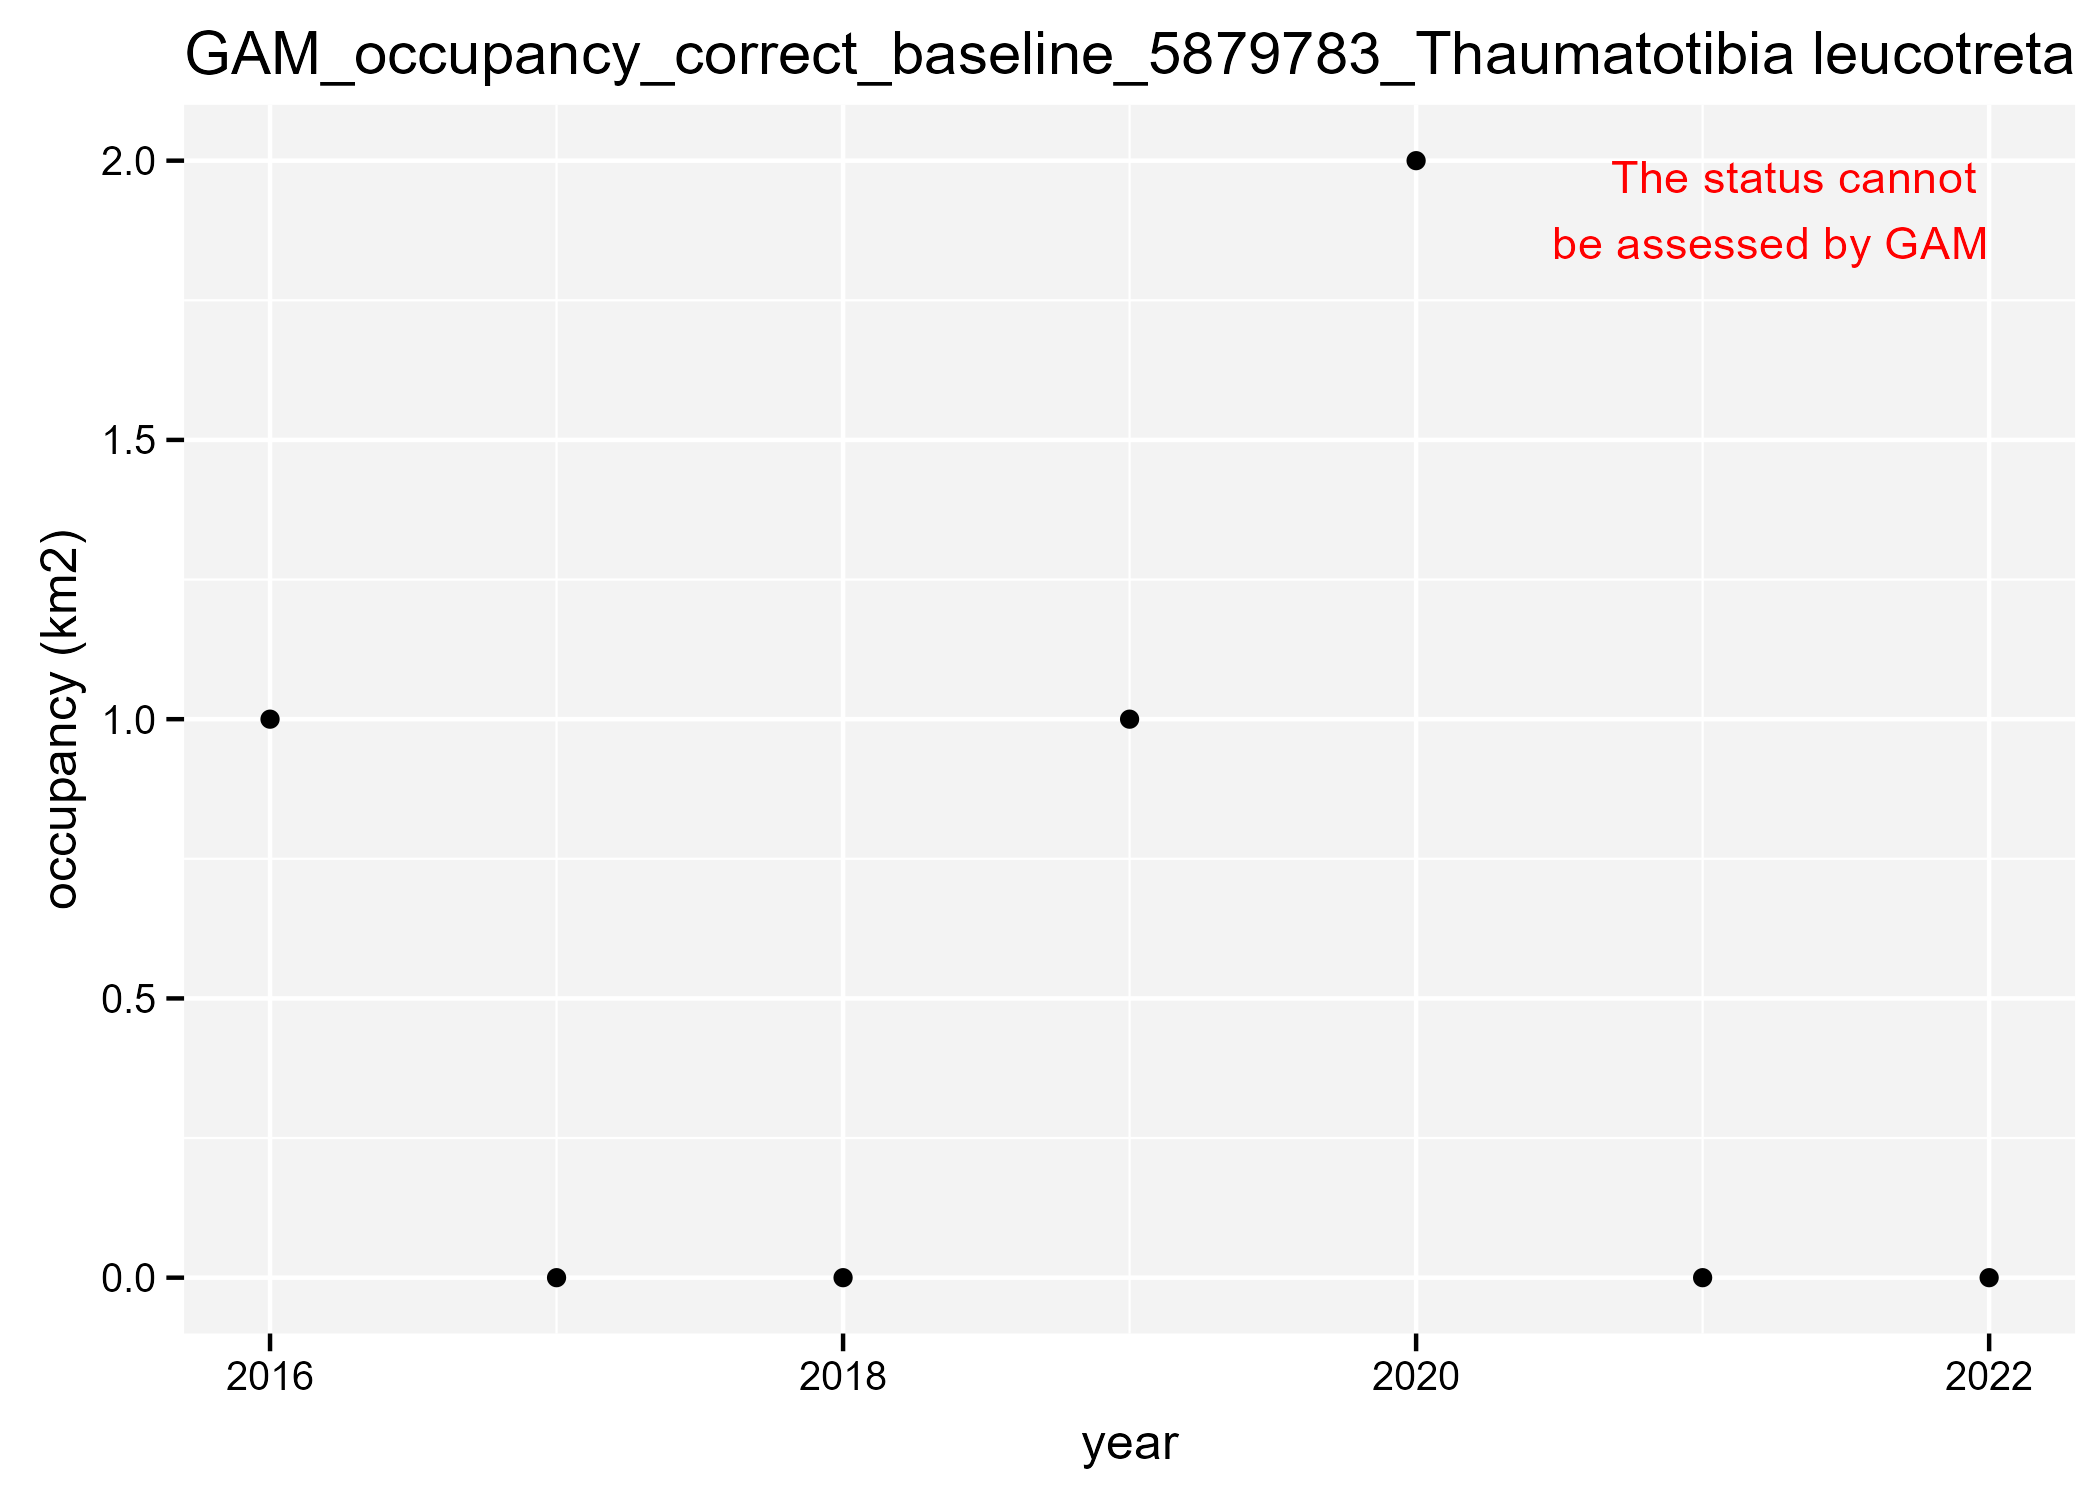 GAM_occupancy_correct_baseline_5879783_Thaumatotibia leucotreta
The status cannot
be assessed by GAM
2.0
1.5
1.0
0.5
0.0
occupancy (km2)
2016 2018 2020 2022
year